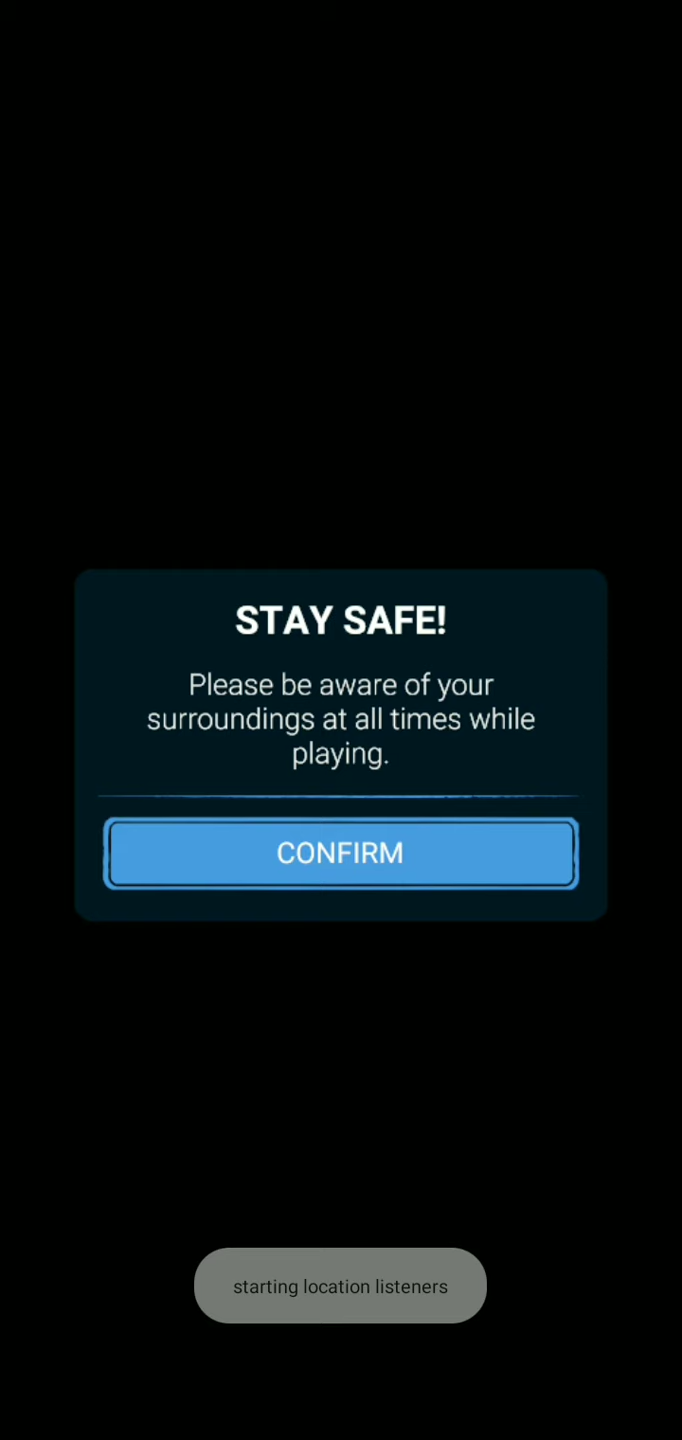 STAY SAFE!
Please be aware of your
surroundings at all times while
playing.
CONFIRM
starting location listeners